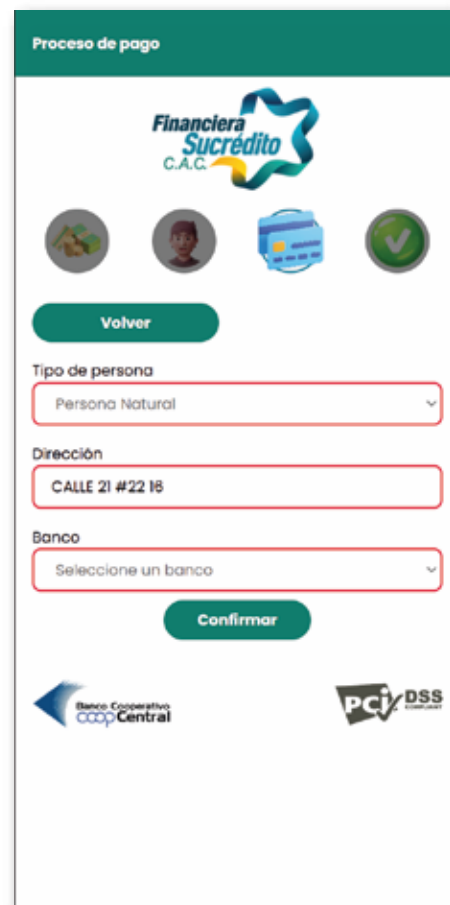 Proceso de pago
Financiera
Sucrédito
C.A.C.
Volver
Tipo de persona
Persona Natural
Dirección
CALLE 21 #22 16
Banco
Seleccione un banco
Confirmar
Banco Cooperativo
coopCentral
PCI DSS
COMPLIANT